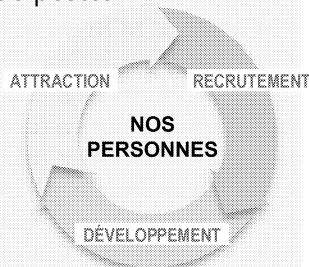 ATTRACTION
RECRUTEMENT
NOS
PERSONNES
DÉVELOPPEMENT